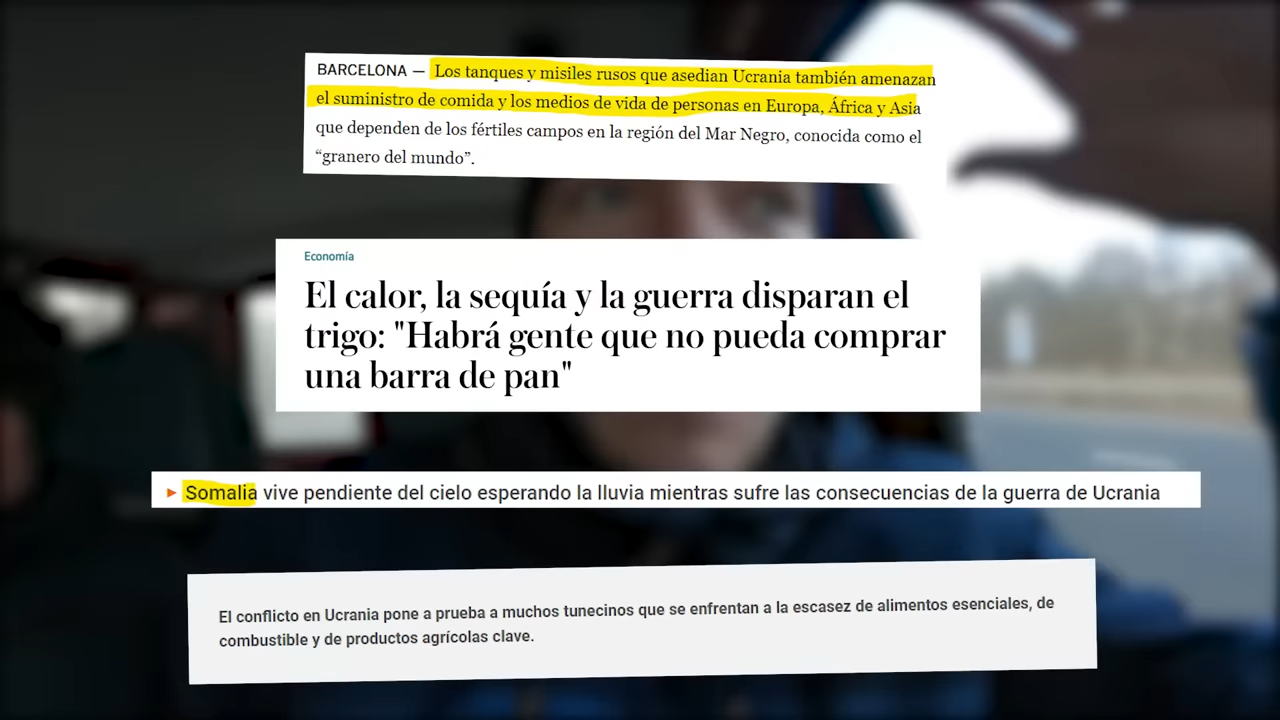 BARCELONA — Los tanques y misiles rusos que asedian Ucrania también amenazan
el suministro de comida y los medios de vida de personas en Europa, África y Asia
que dependen de los fértiles campos en la región del Mar Negro, conocida como el
“granero del mundo”.
Economía
El calor, la sequía y la guerra disparan el
trigo: "Habrá gente que no pueda comprar
una barra de pan"
► Somalia vive pendiente del cielo esperando la lluvia mientras sufre las consecuencias de la guerra de Ucrania
El conflicto en Ucrania pone a prueba a muchos tunecinos que se enfrentan a la escasez de alimentos esenciales, de
combustible y de productos agrícolas clave.